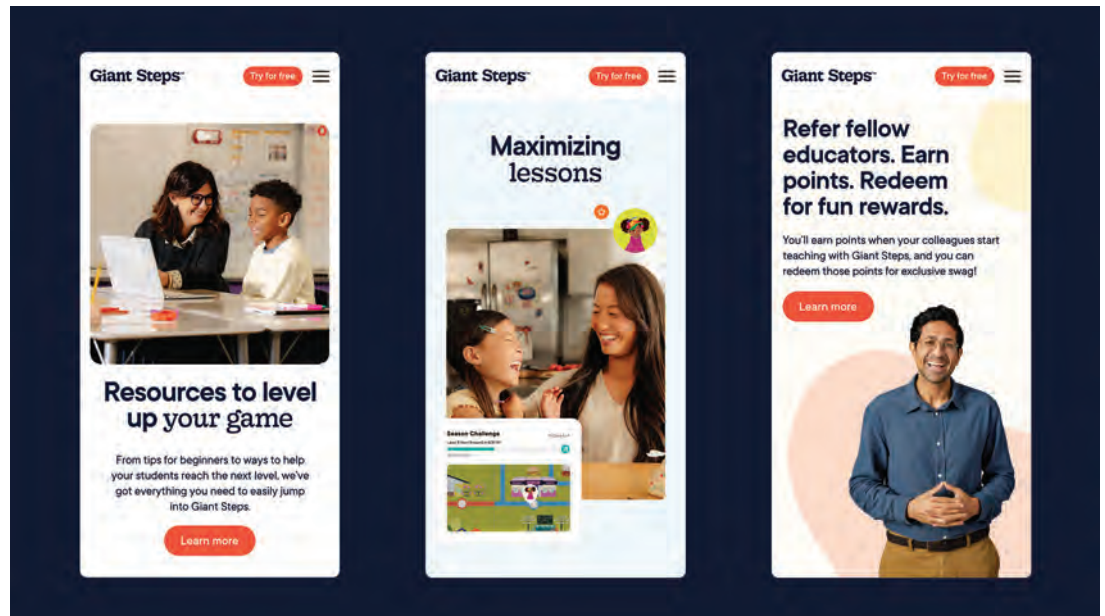 Giant Steps™
Try for free
Resources to level
up your game
From tips for beginners to ways to help
your students reach the next level, we've
got everything you need to easily jump
into Giant Steps.
Learn more
Giant Steps™
Try for free
Maximizing
lessons
Season Challenge
Giant Steps™
Try for free
Refer fellow
educators. Earn
points. Redeem
for fun rewards.
You'll earn points when your colleagues start
teaching with Giant Steps, and you can
redeem those points for exclusive swag!
Learn more